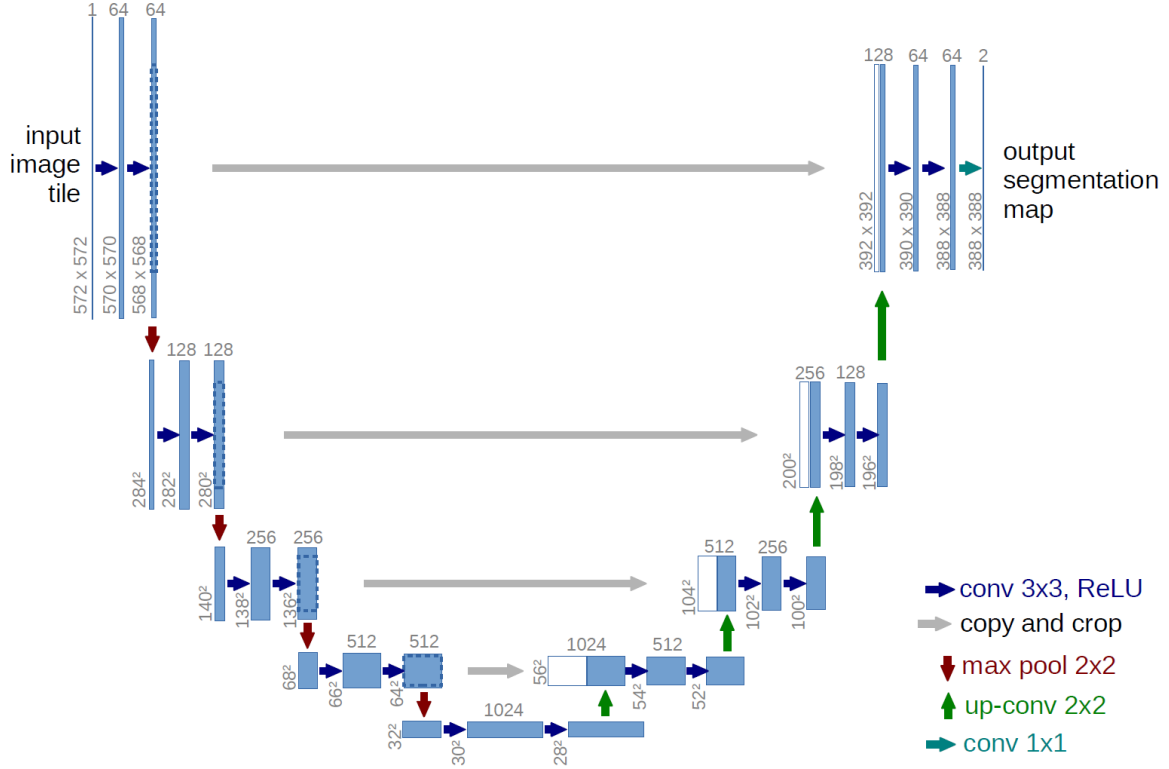 1 64 64
input
image
tile
572 x 572
570 x 570
568 x 568
128 64 64 2
output
segmentation
map
392 x 392
390 x 390
388 x 388
388 x 388
128 128
284²
282²
280²
256 128
200²
198²
196²
256 256
140²
138²
136²
512 256
104²
102²
100²
512 512
68²
66²
64²
1024 512
56²
54²
52²
1024
32²
30²
28²
conv 3x3, ReLU
copy and crop
max pool 2x2
up-conv 2x2
conv 1x1